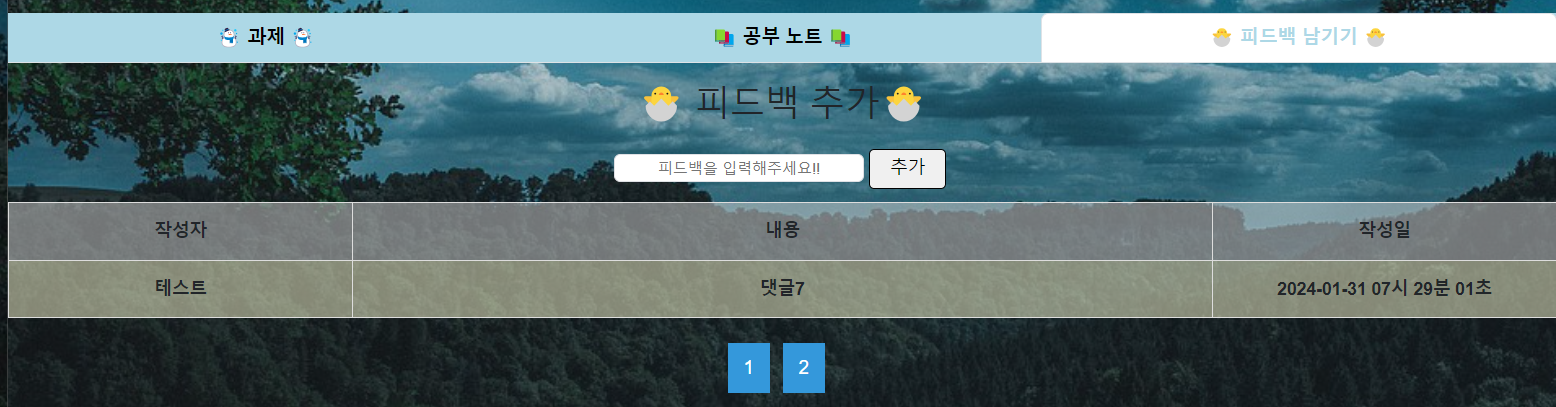 과제
공부 노트
피드백 남기기
피드백 추가
피드백을 입력해주세요!!
추가
작성자 내용 작성일
테스트 댓글7 2024-01-31 07시 29분 01초
1 2